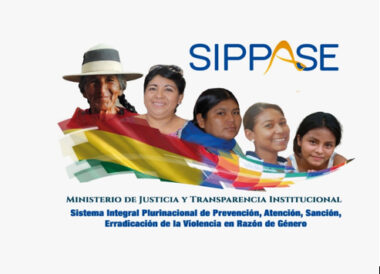 SIPPASE
MINISTERIO DE JUSTICIA Y TRANSPARENCIA INSTITUCIONAL
Sistema Integral Plurinacional de Prevención, Atención, Sanción,
Erradicación de la Violencia en Razón de Género